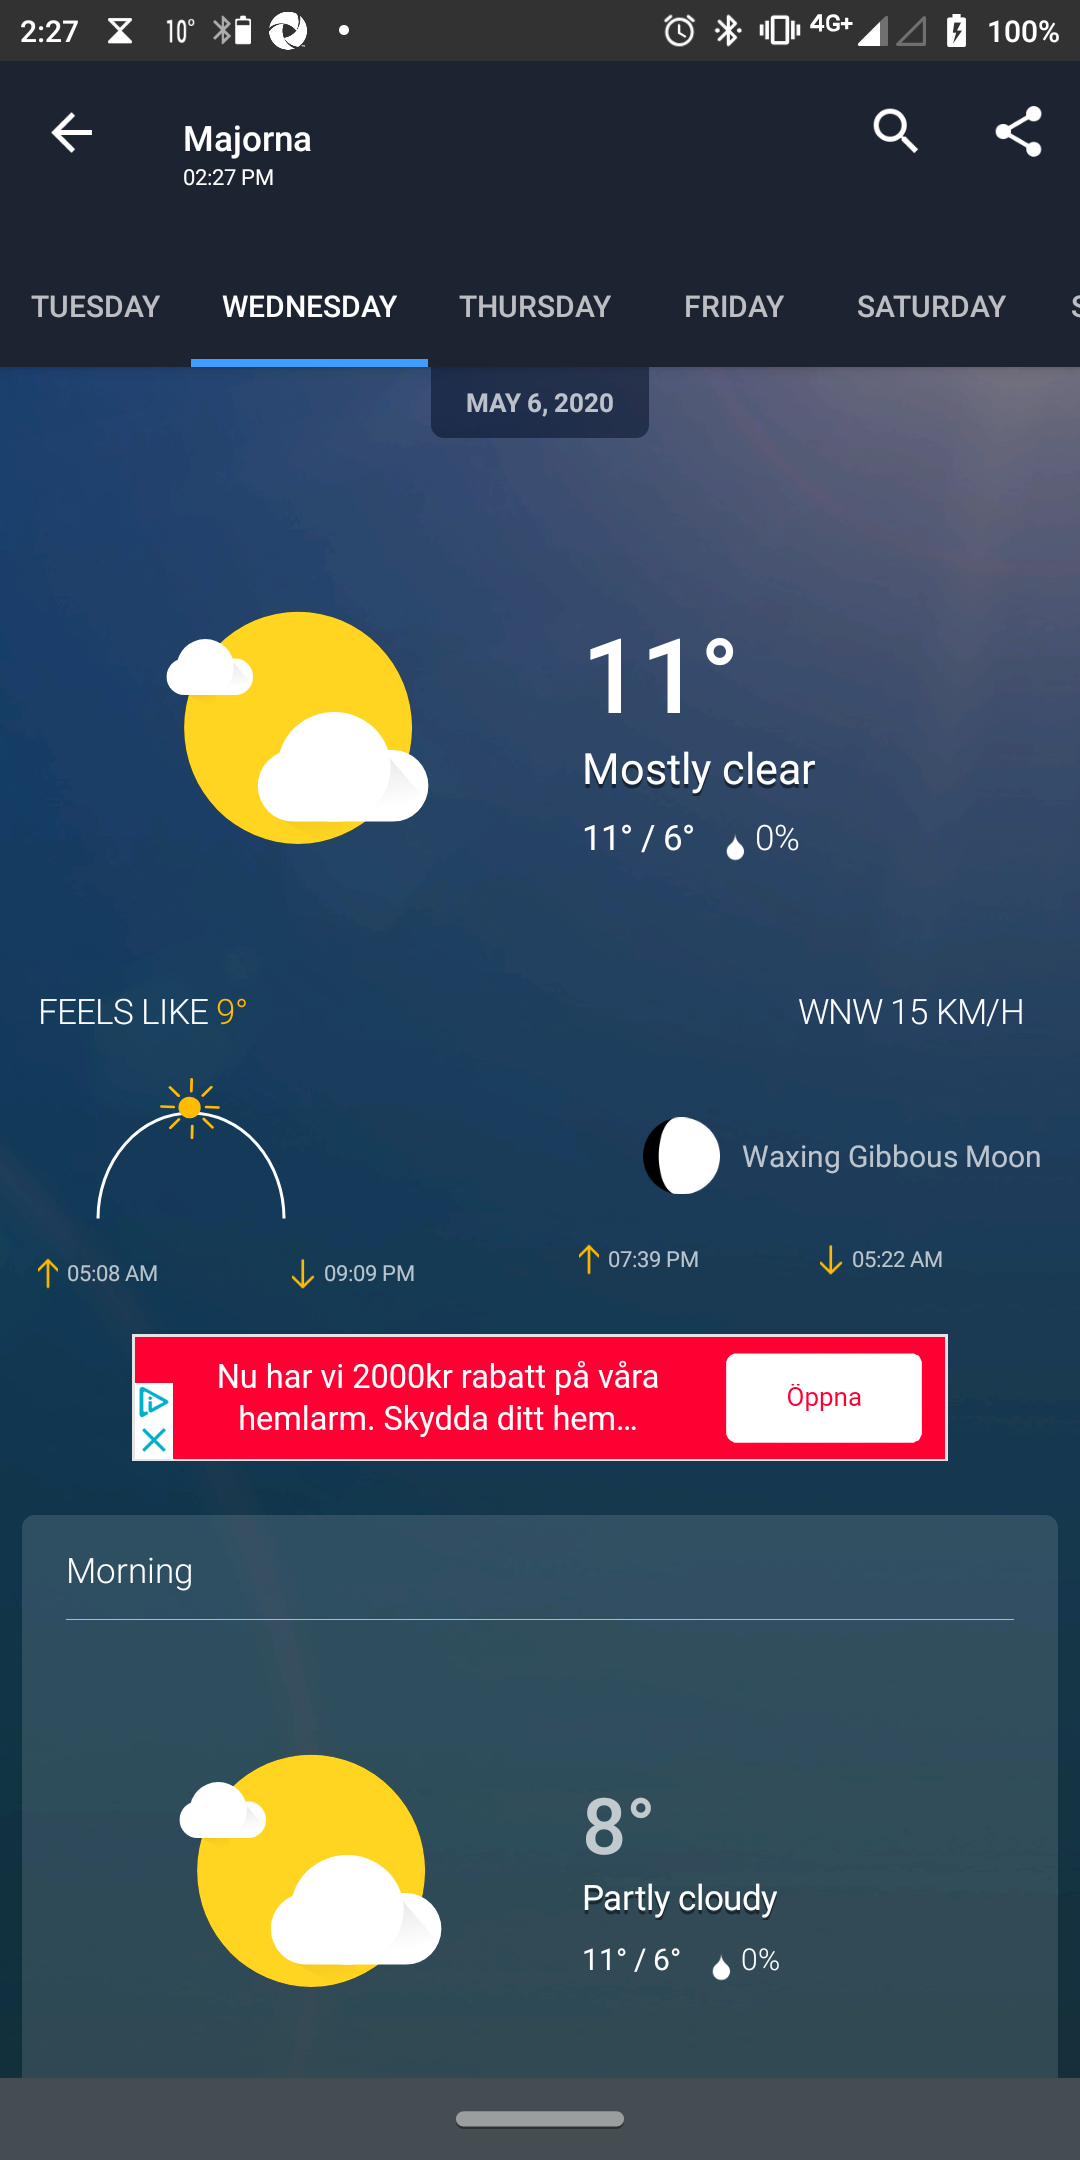 2:27 10° 4G+ 100%
Majorna
02:27 PM
TUESDAY WEDNESDAY THURSDAY FRIDAY SATURDAY S
MAY 6, 2020
11°
Mostly clear
11° / 6° 0%
FEELS LIKE 9° WNW 15 KM/H
Waxing Gibbous Moon
05:08 AM 09:09 PM 07:39 PM 05:22 AM
Nu har vi 2000kr rabatt på våra
hemlarm. Skydda ditt hem...
Öppna
Morning
8°
Partly cloudy
11° / 6° 0%